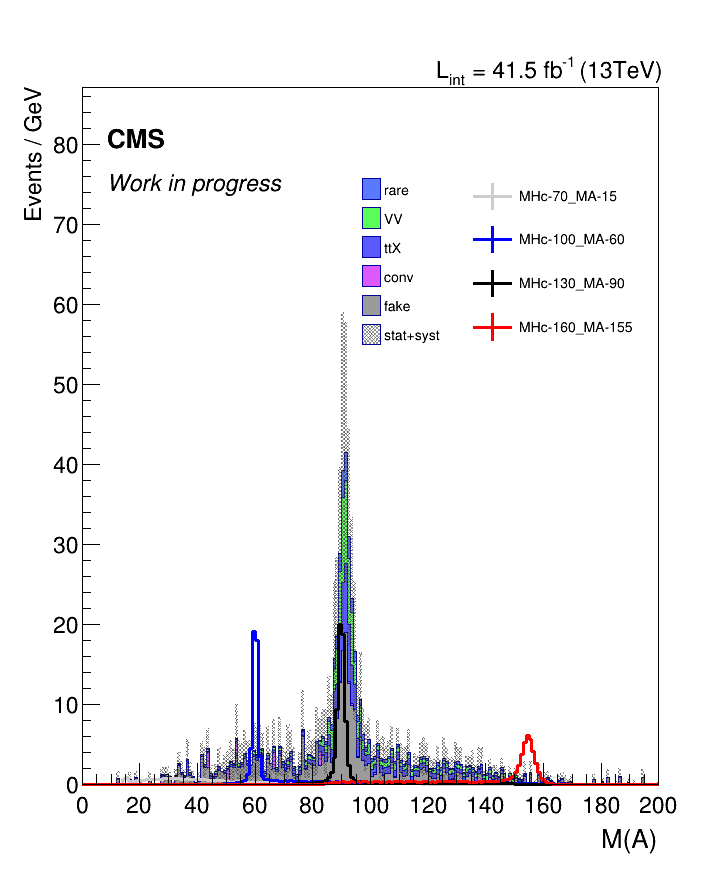 L_int = 41.5 fb^-1 (13TeV)
Events / GeV
CMS
Work in progress
rare
VV
ttX
conv
fake
stat+syst
MHc-70_MA-15
MHc-100_MA-60
MHc-130_MA-90
MHc-160_MA-155
80
70
60
50
40
30
20
10
0
0 20 40 60 80 100 120 140 160 180 200
M(A)